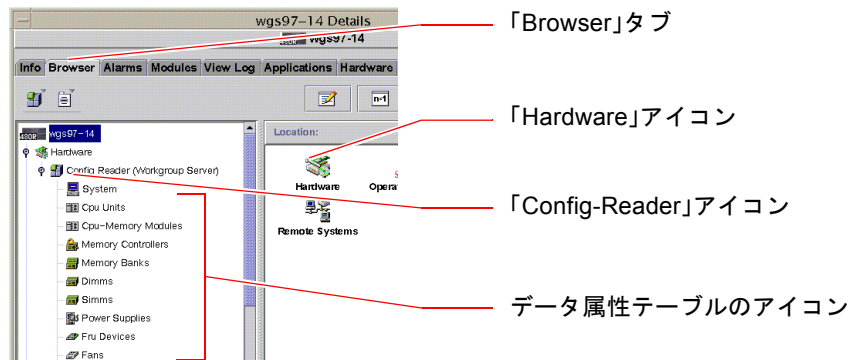 wgs97-14 Details
wgs97-14
Info Browser Alarms Modules View Log Applications Hardware
n-1
480R wgs97-14
Location:
Hardware
Config Reader (Workgroup Server)
System
Cpu Units
Cpu-Memory Modules
Memory Controllers
Memory Banks
Dimms
Simms
Power Supplies
Fru Devices
Fans
Hardware
Remote Systems
「Browser」タブ
「Hardware」アイコン
「Config-Reader」アイコン
データ属性テーブルのアイコン